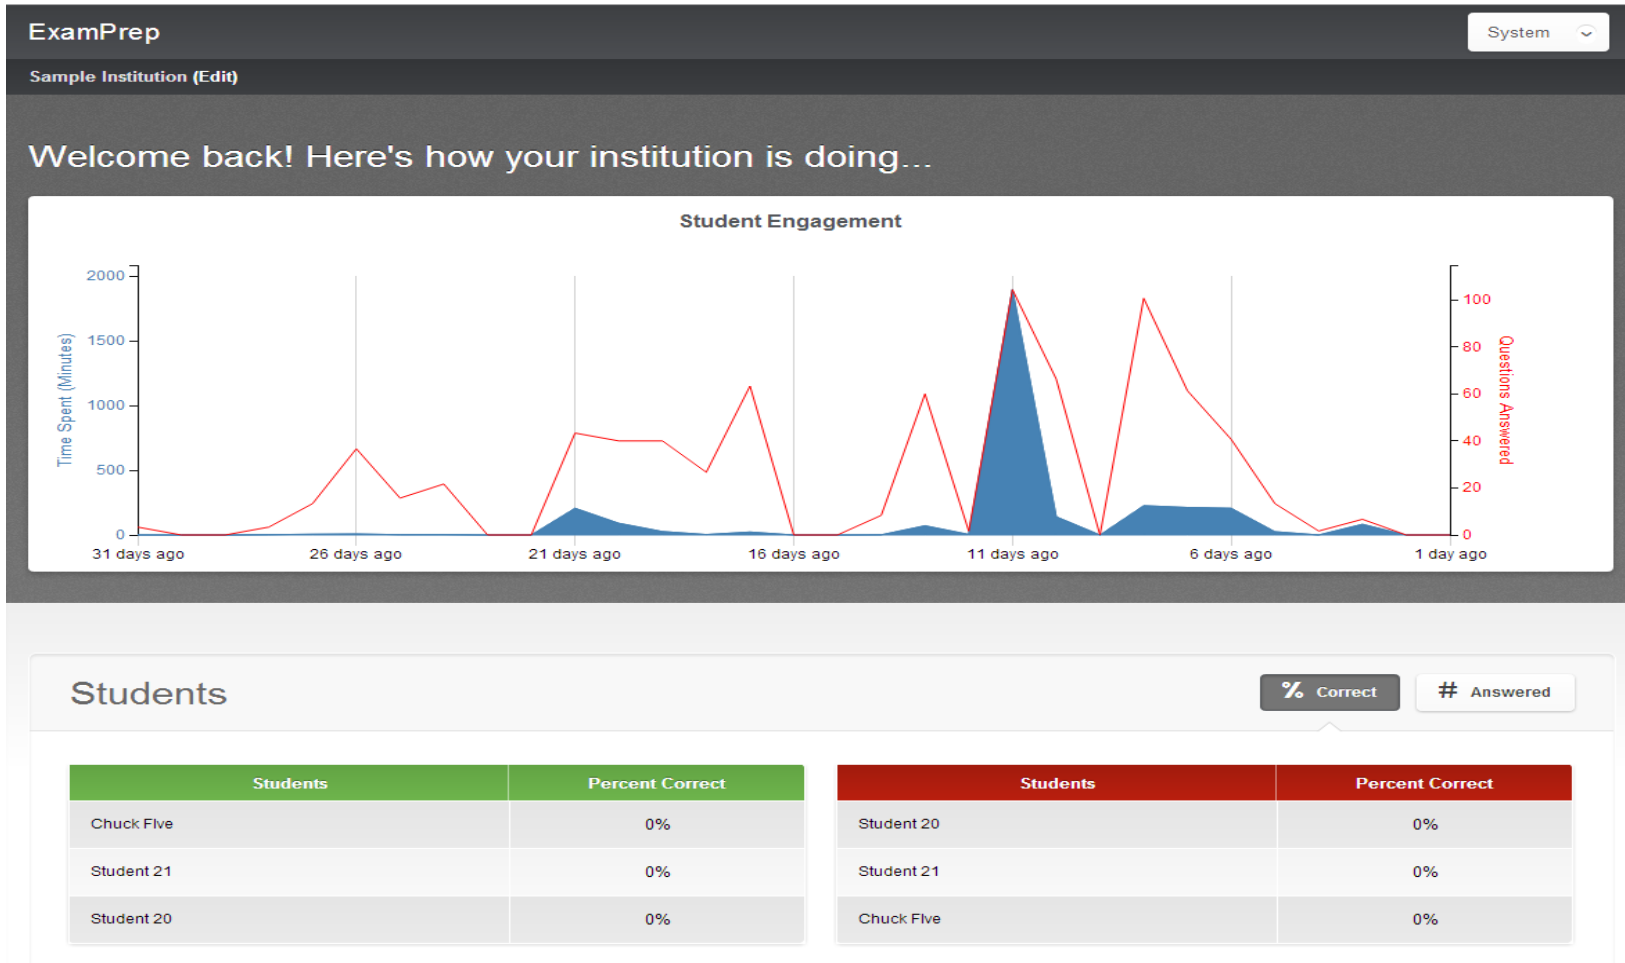 ExamPrep
System
Sample Institution (Edit)
Welcome back! Here's how your institution is doing...
Student Engagement
Time Spent (Minutes)
2000
1500
1000
500
0
100
80
60
40
20
0
Questions Answered
31 days ago 26 days ago 21 days ago 16 days ago 11 days ago 6 days ago 1 day ago
Students
% Correct # Answered
Students Percent Correct
Chuck FIve 0%
Student 21 0%
Student 20 0%
Students Percent Correct
Student 20 0%
Student 21 0%
Chuck FIve 0%